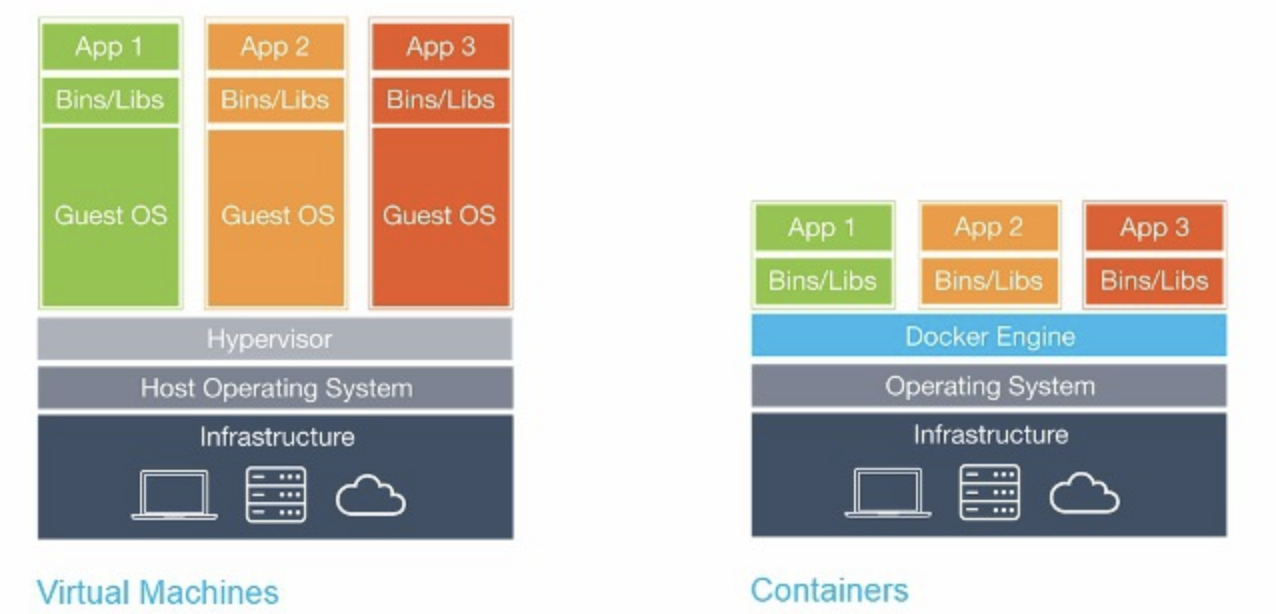 App 1
App 2
App 3
Bins/Libs
Bins/Libs
Bins/Libs
Guest OS
Guest OS
Guest OS
Hypervisor
Host Operating System
Infrastructure
Virtual Machines
App 1
App 2
App 3
Bins/Libs
Bins/Libs
Bins/Libs
Docker Engine
Operating System
Infrastructure
Containers